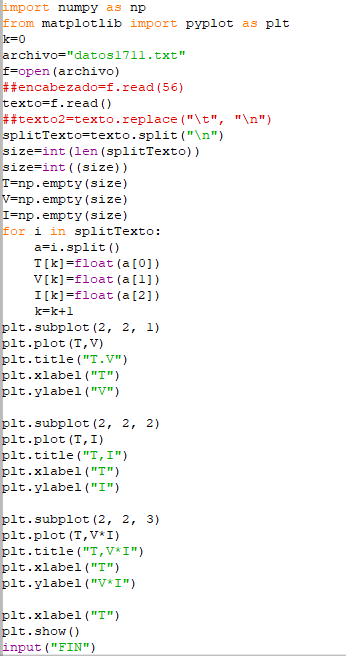 import numpy as np
from matplotlib import pyplot as plt
k=0
archivo="datos1711.txt"
f=open(archivo)
##encabezado=f.read(56)
texto=f.read()
##texto2=texto.replace("\t", "\n")
splitTexto=texto.split("\n")
size=int(len(splitTexto))
size=int((size))
T=np.empty(size)
V=np.empty(size)
I=np.empty(size)
for i in splitTexto:
    a=i.split()
    T[k]=float(a[0])
    V[k]=float(a[1])
    I[k]=float(a[2])
    k=k+1
plt.subplot(2, 2, 1)
plt.plot(T,V)
plt.title("T.V")
plt.xlabel("T")
plt.ylabel("V")

plt.subplot(2, 2, 2)
plt.plot(T,I)
plt.title("T,I")
plt.xlabel("T")
plt.ylabel("I")

plt.subplot(2, 2, 3)
plt.plot(T,V*I)
plt.title("T,V*I")
plt.xlabel("T")
plt.ylabel("V*I")

plt.xlabel("T")
plt.show()
input("FIN")